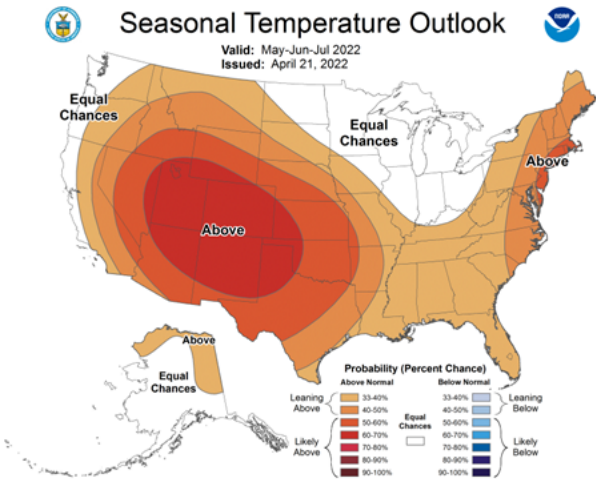 Seasonal Temperature Outlook
NOAA
Valid: May-Jun-Jul 2022
Issued: April 21, 2022
Equal
Chances
Equal
Chances
Above
Above
Above
Equal
Chances
Probability (Percent Chance)
Above Normal
Below Normal
Leaning
Above
33-40%
40-50%
Likely
Above
50-60%
60-70%
70-80%
80-90%
90-100%
Equal
Chances
33-40%
40-50%
Leaning
Below
50-60%
60-70%
70-80%
80-90%
90-100%
Likely
Below